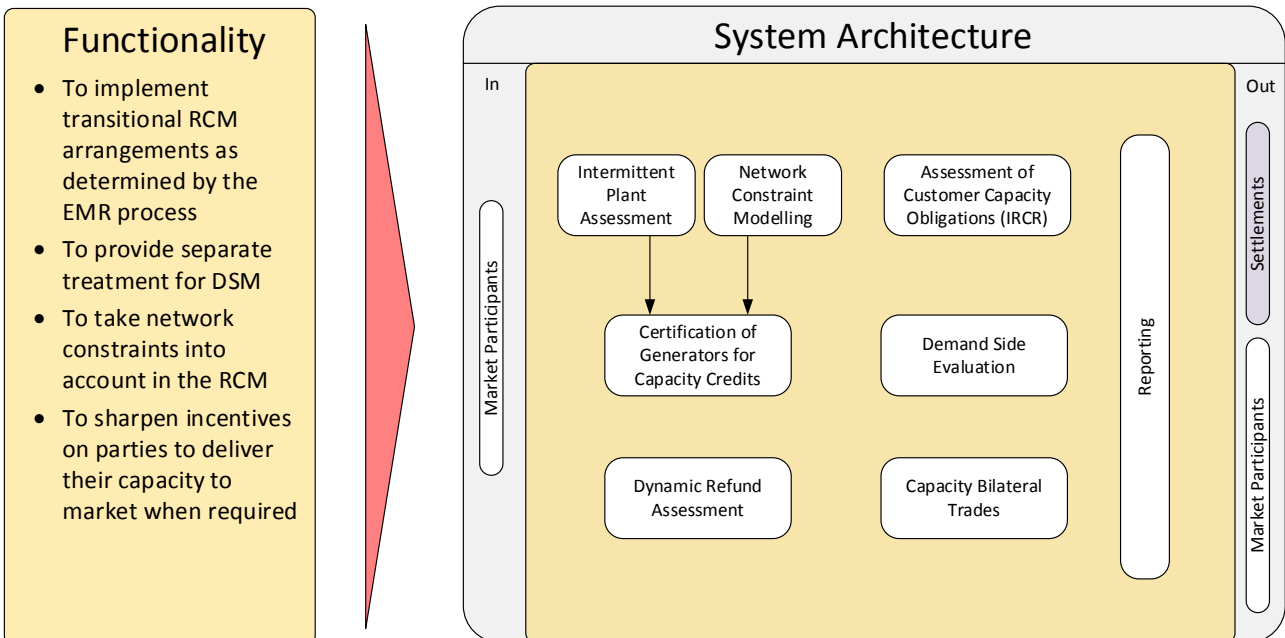 Functionality
• To implement
transitional RCM
arrangements as
determined by the
EMR process
• To provide separate
treatment for DSM
• To take network
constraints into
account in the RCM
• To sharpen incentives
on parties to deliver
their capacity to
market when required
System Architecture
In
Out
Market Participants
Intermittent
Plant
Assessment
Network
Constraint
Modelling
Assessment of
Customer Capacity
Obligations (IRCR)
Certification of
Generators for
Capacity Credits
Demand Side
Evaluation
Dynamic Refund
Assessment
Capacity Bilateral
Trades
Reporting
Settlements
Market Participants